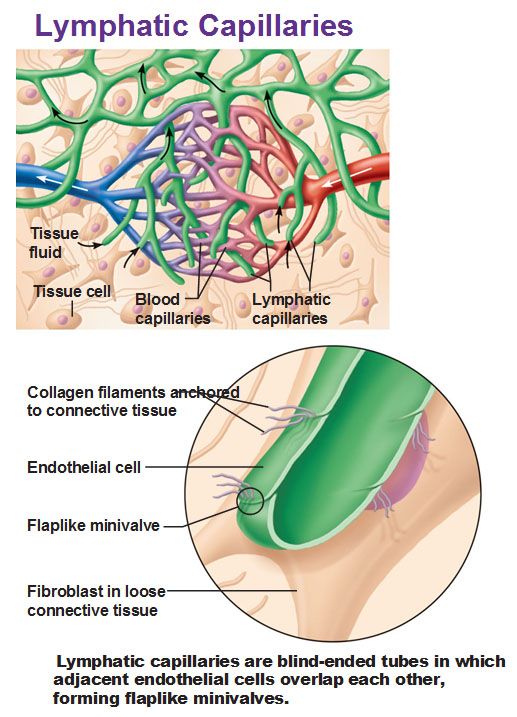 Lymphatic Capillaries
Tissue
fluid
Tissue cell
Blood
capillaries
Lymphatic
capillaries
Collagen filaments anchored
to connective tissue
Endothelial cell
Flaplike minivalve
Fibroblast in loose
connective tissue
Lymphatic capillaries are blind-ended tubes in which
adjacent endothelial cells overlap each other,
forming flaplike minivalves.